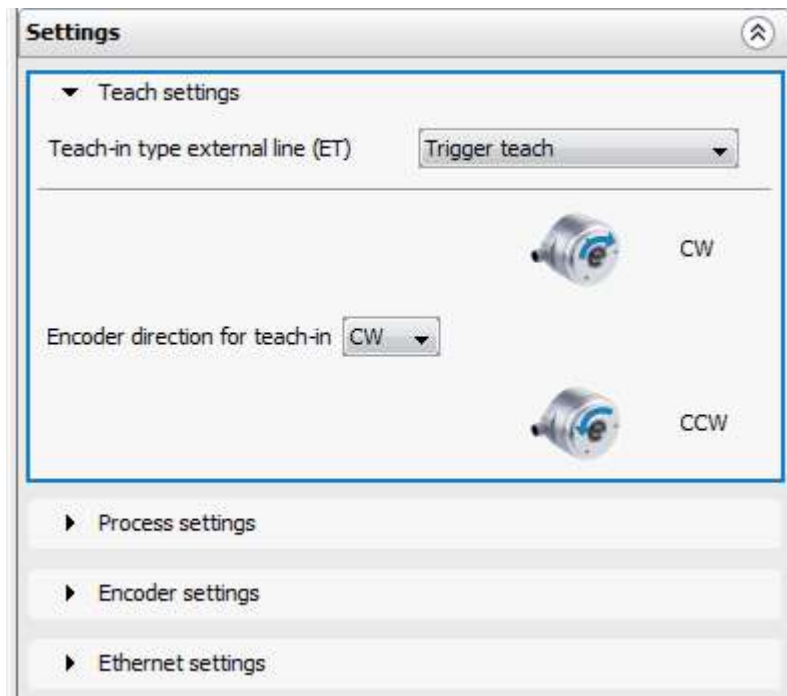 Settings
Teach settings
Teach-in type external line (ET) Trigger teach
CW
Encoder direction for teach-in CW
CCW
Process settings
Encoder settings
Ethernet settings